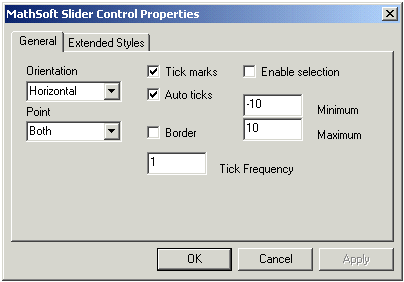 MathSoft Slider Control Properties
General
Extended Styles
Orientation
Horizontal
Point
Both
Tick marks
Auto ticks
Border
1
Tick Frequency
Enable selection
-10
Minimum
10
Maximum
OK
Cancel
Apply